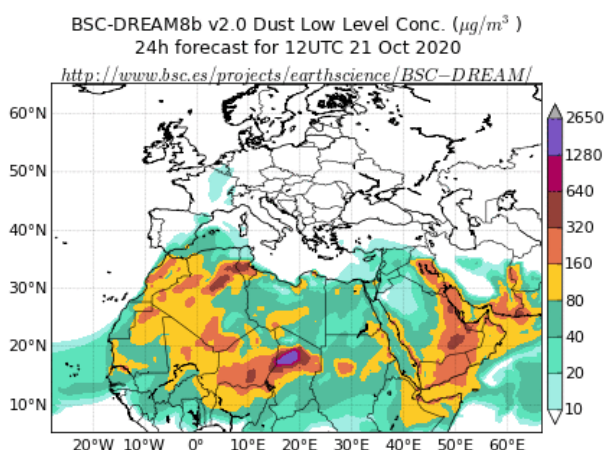 BSC-DREAM8b v2.0 Dust Low Level Conc. (μg/m³ )
24h forecast for 12UTC 21 Oct 2020
http://www.bsc.es/projects/earthscience/BSC−DREAM/
60°N
50°N
40°N
30°N
20°N
10°N
20°W 10°W 0° 10°E 20°E 30°E 40°E 50°E 60°E
2650
1280
640
320
160
80
40
20
10